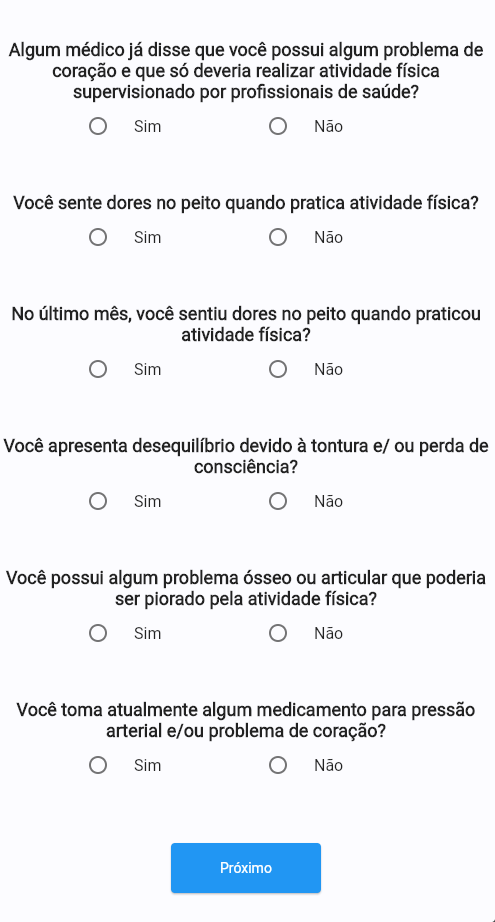 Algum médico já disse que você possui algum problema de
coração e que só deveria realizar atividade física
supervisionado por profissionais de saúde?
Sim Não
Você sente dores no peito quando pratica atividade física?
Sim Não
No último mês, você sentiu dores no peito quando praticou
atividade física?
Sim Não
Você apresenta desequilíbrio devido à tontura e/ ou perda de
consciência?
Sim Não
Você possui algum problema ósseo ou articular que poderia
ser piorado pela atividade física?
Sim Não
Você toma atualmente algum medicamento para pressão
arterial e/ou problema de coração?
Sim Não
Próximo